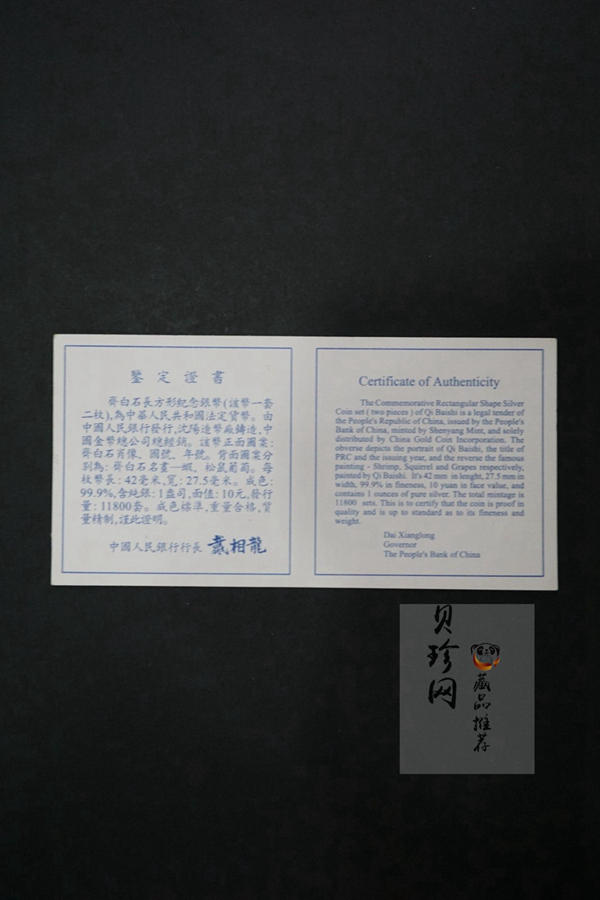 鑒定證書
齊白石長方形紀念銀幣(該幣一套
二枚),為中華人民共和國法定貨幣。由
中國人民銀行發行,沈陽造幣廠鑄造,中
國金幣總公司總經銷。該幣正面圖案:
齊白石肖像、國號、年號。背面圖案分
別為:齊白石名畫—蝦、松鼠葡萄。每
枚幣長:42毫米,寬:27.5毫米。成色:
99.9%,含純銀:1盎司,面值:10元,發行
量:11800套。成色標準,重量合格,質
量精制,謹此證明。
中國人民銀行行長 戴相龍
Certificate of Authenticity
The Commemorative Rectangular Shape Silver
Coin set ( two pieces ) of Qi Baishi is a legal tender of
the People's Republic of China, issued by the People's
Bank of China, minted by Shenyang Mint, and solely
distributed by China Gold Coin Incorporation. The
obverse depicts the portrait of Qi Baishi, the title of
PRC and the issuing year, and the reverse the famous
painting - Shrimp, Squirrel and Grapes respectively,
painted by Qi Baishi. It's 42 mm in lenght, 27.5 mm in
width, 99.9% in fineness, 10 yuan in face value, and
contains 1 ounces of pure silver. The total mintage is
11800 sets. This is to certify that the coin is proof in
quality and is up to standard as to its fineness and
weight.
Dai Xianglong
Governor
The People's Bank of China
贝珍网
藏品推荐